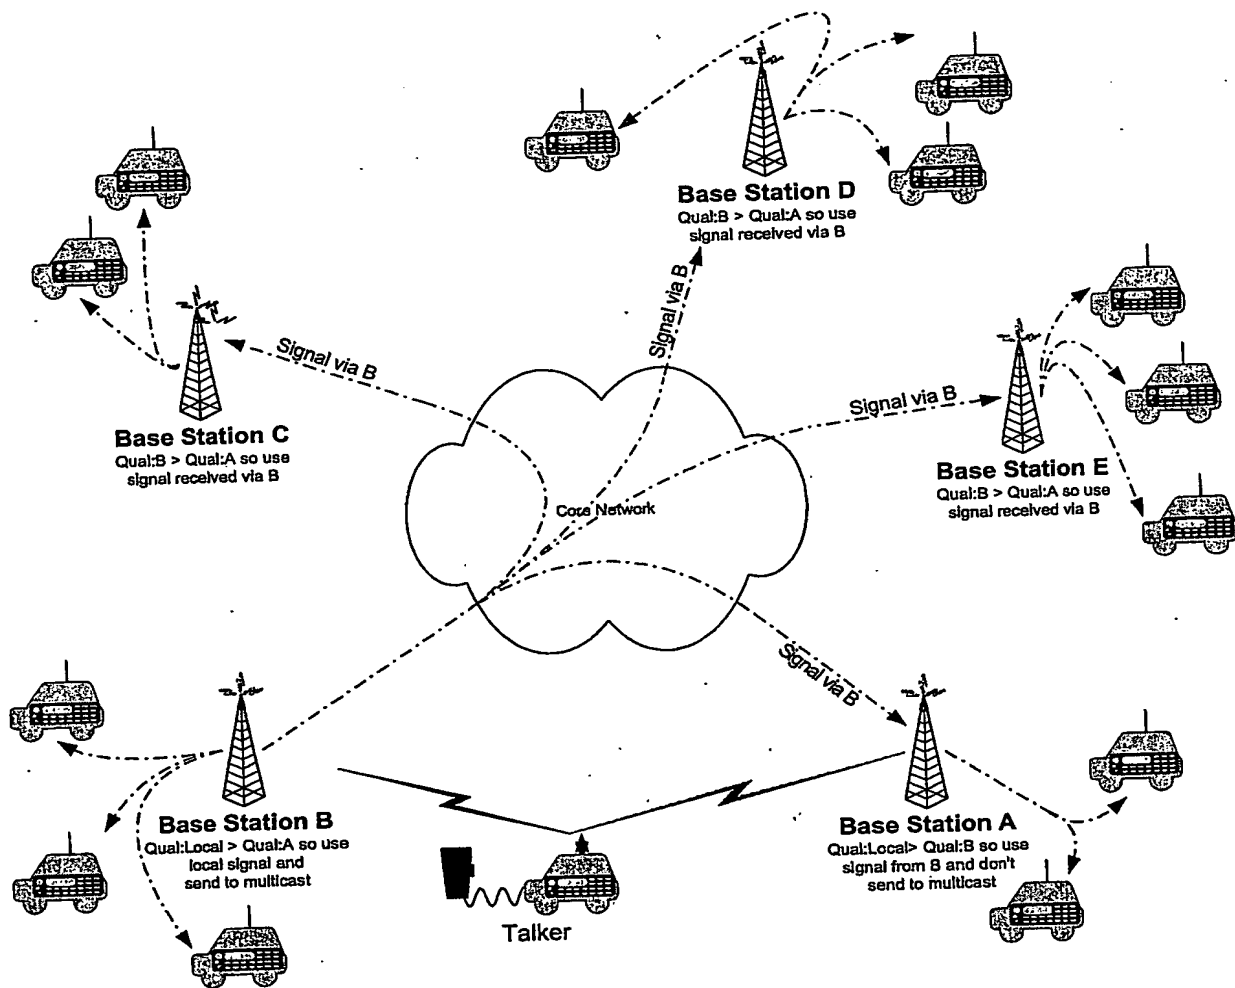 Base Station D
Qual:B > Qual:A so use
signal received via B
Signal via B
Signal via B
Signal via B
Base Station C
Qual:B > Qual:A so use
signal received via B
Base Station E
Qual:B > Qual:A so use
signal received via B
Core Network
Signal via B
Base Station B
Qual:Local > Qual:A so use
local signal and
send to multicast
Base Station A
Qual:Local> Qual:B so use
signal from B and don't
send to multicast
Talker